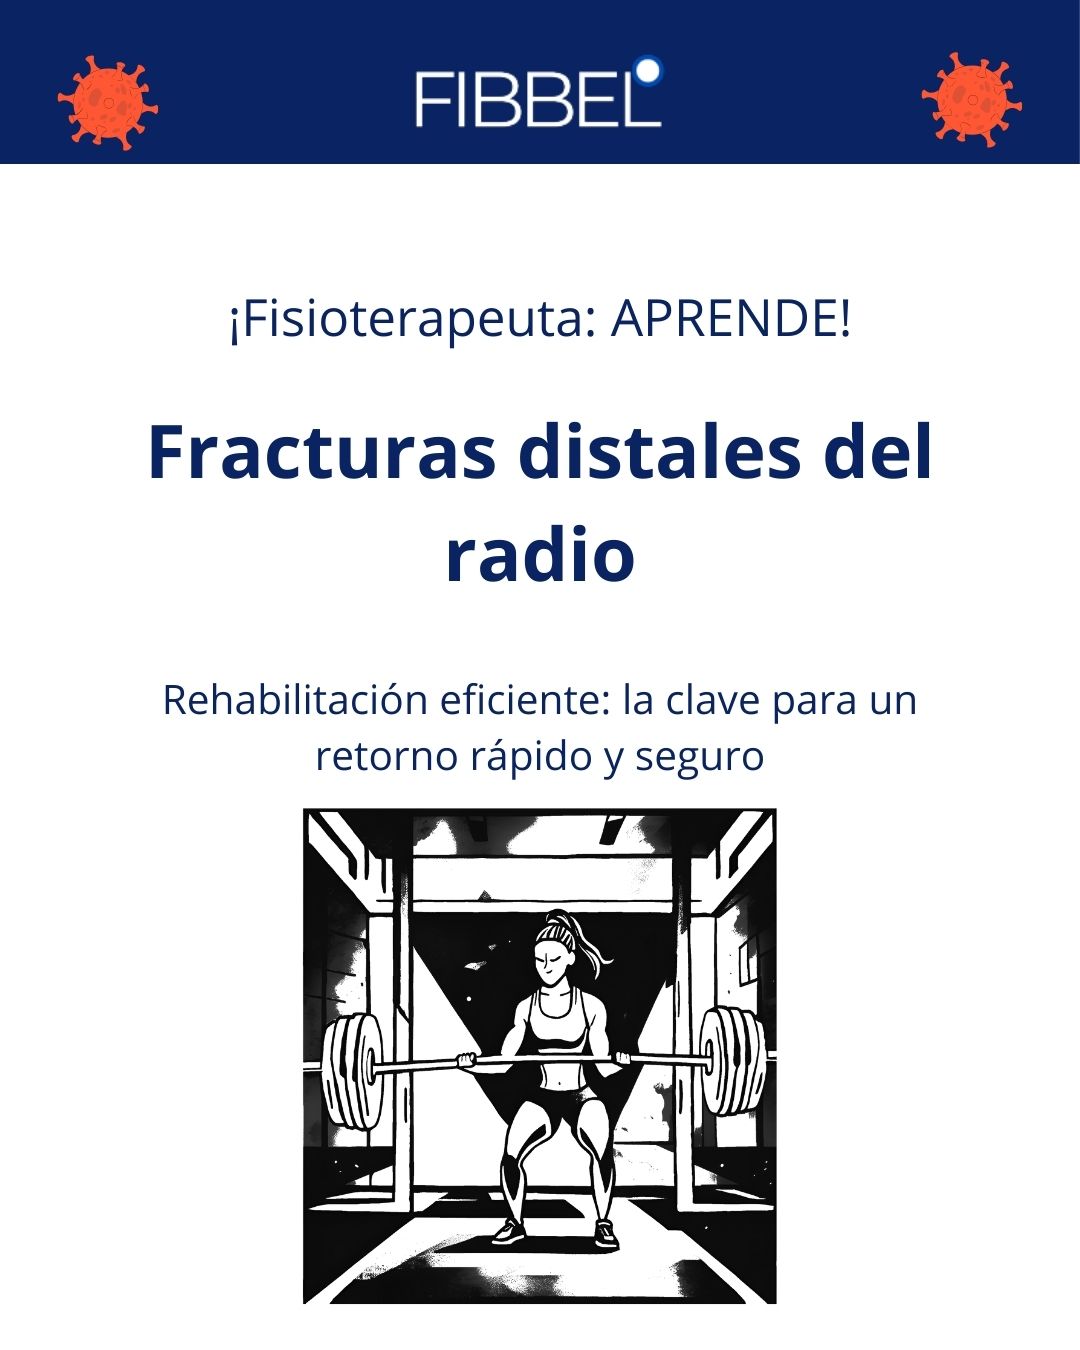 FIBBEL
¡Fisioterapeuta: APRENDE!
Fracturas distales del
radio
Rehabilitación eficiente: la clave para un
retorno rápido y seguro